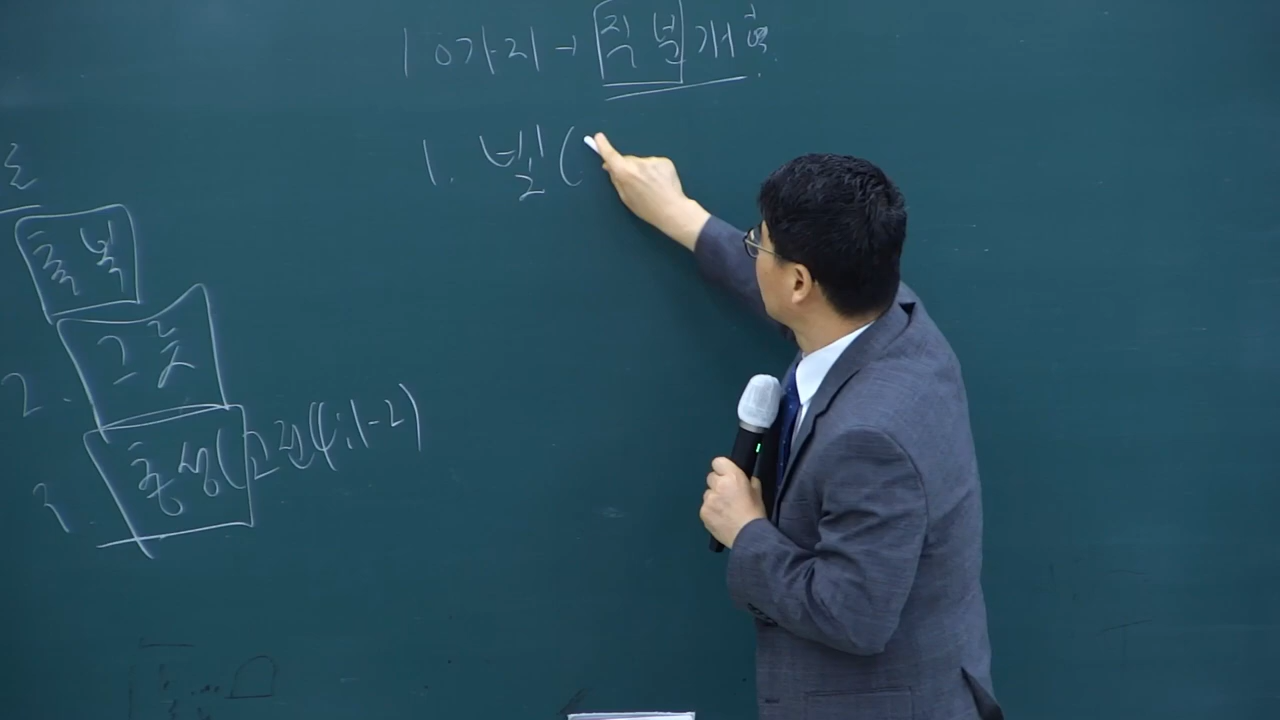 10가지 → 직분개혁
1. 빌(
축복
2. 그릇
3. 충성(고전4:1-2)